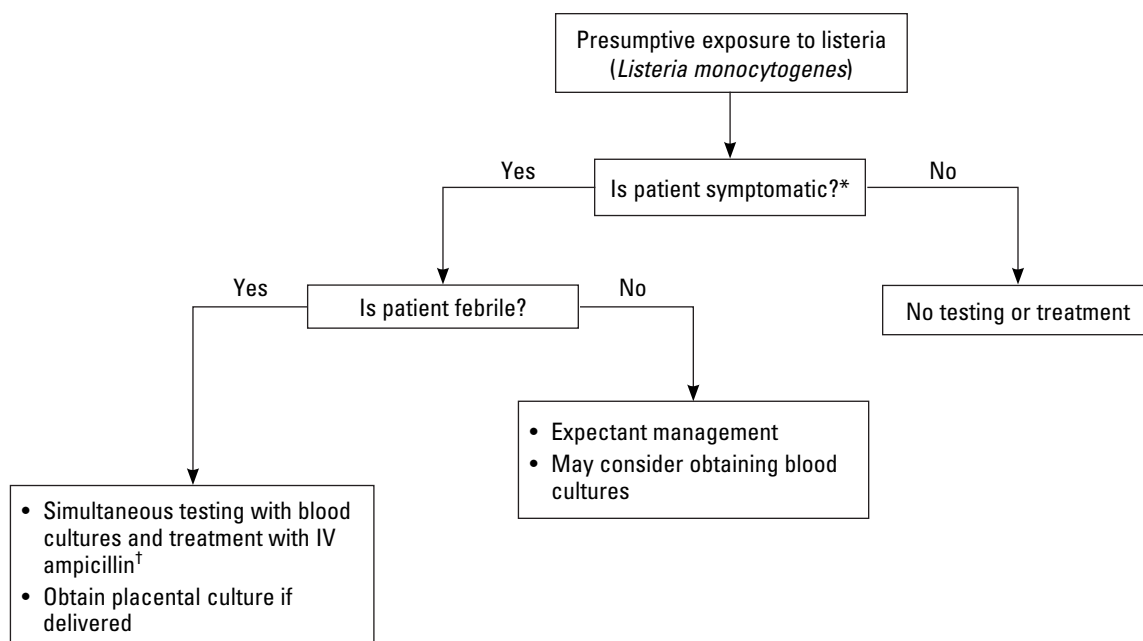 Presumptive exposure to listeria
(Listeria monocytogenes)
Yes
Is patient symptomatic?*
No
Yes
Is patient febrile?
No
No testing or treatment
• Expectant management
• May consider obtaining blood
cultures
• Simultaneous testing with blood
cultures and treatment with IV
ampicillin†
• Obtain placental culture if
delivered